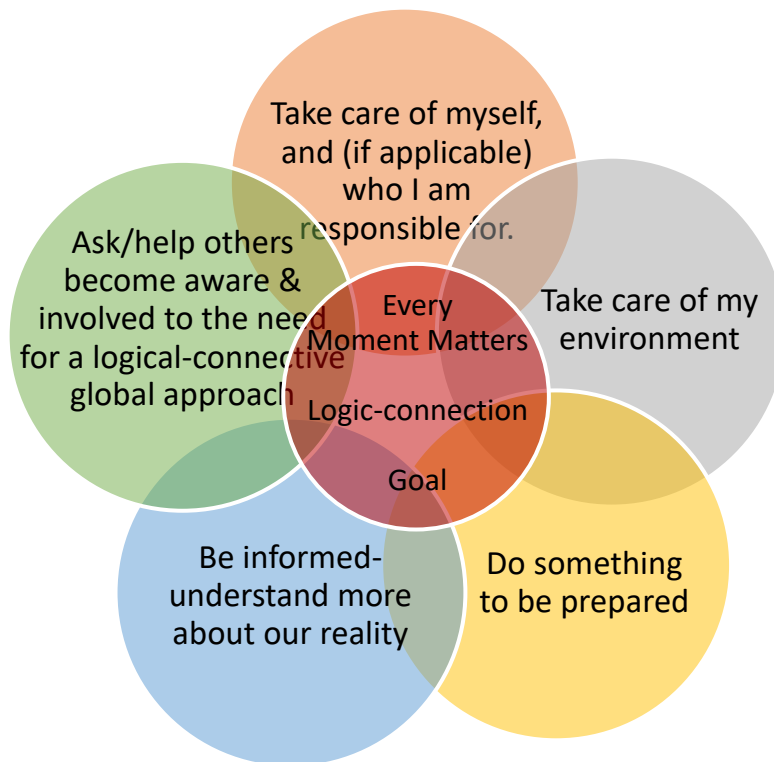 Take care of myself,
and (if applicable)
who I am
responsible for.
Ask/help others
become aware &
involved to the need
for a logical-connective
global approach
Every
Moment Matters
Logic-connection
Goal
Take care of my
environment
Be informed-
understand more
about our reality
Do something
to be prepared